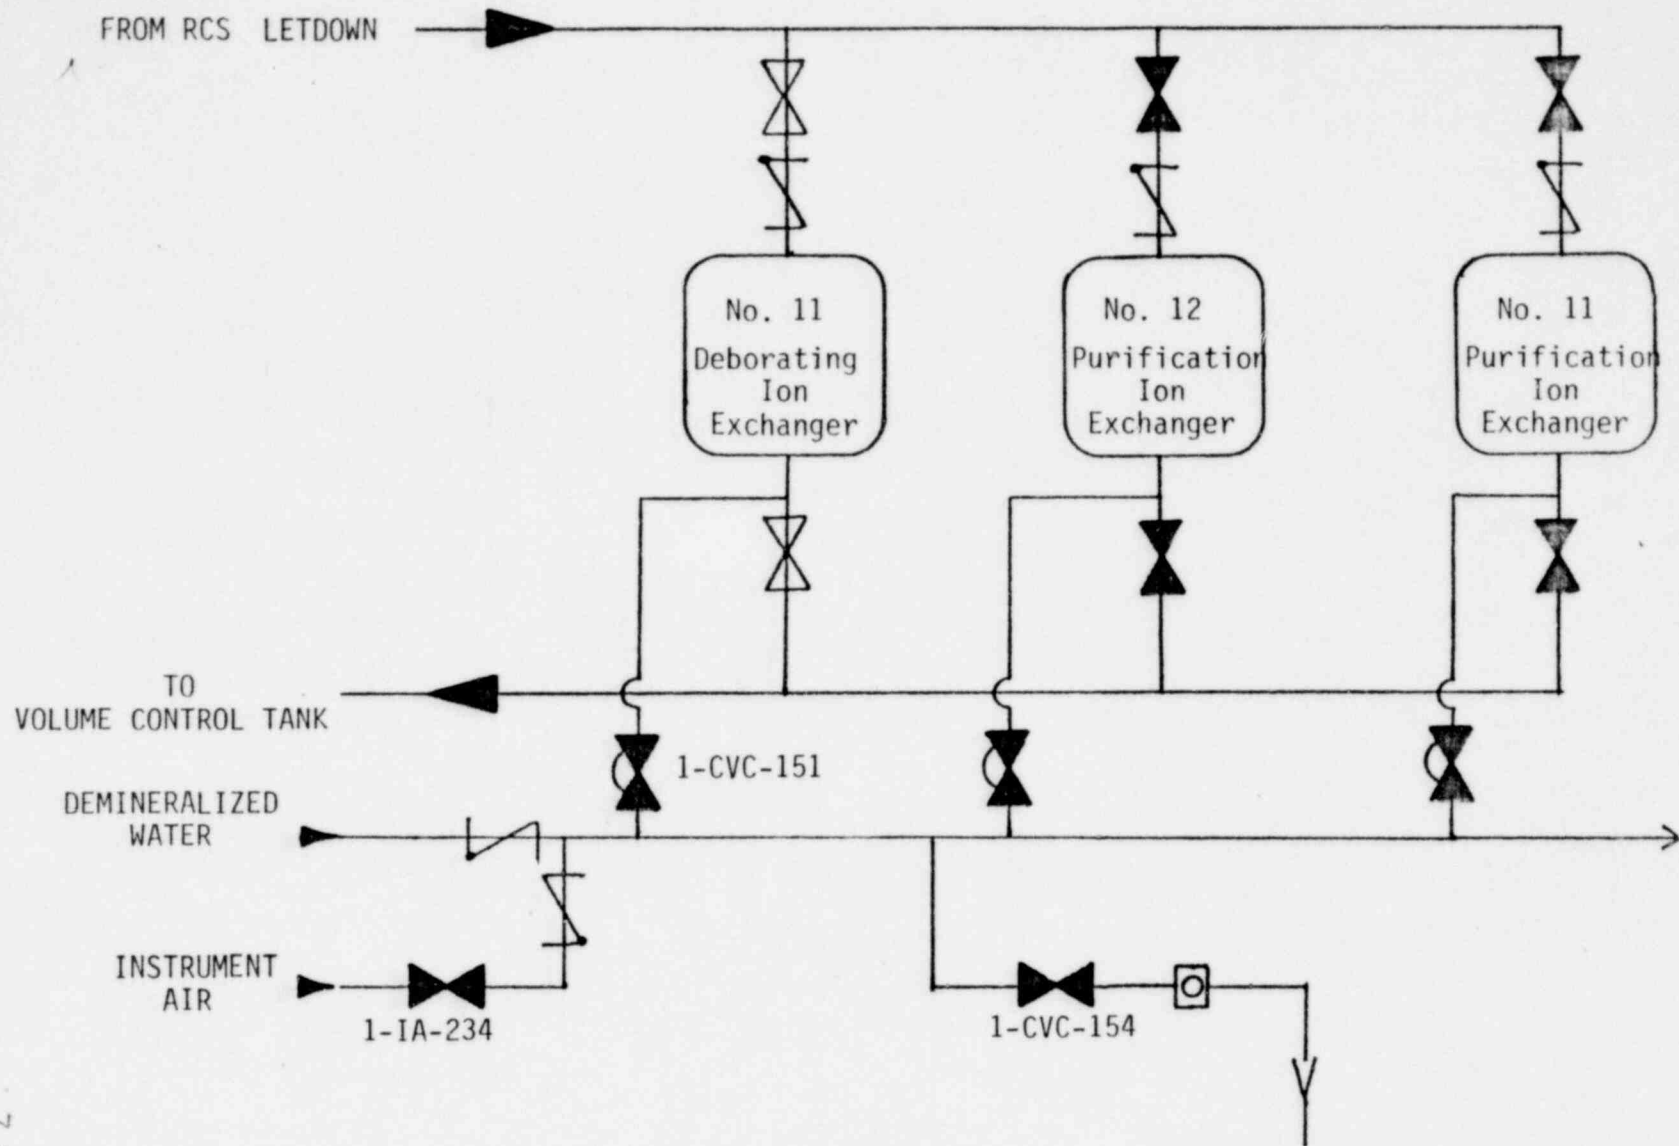 FROM RCS LETDOWN
No. 11
Deborating
Ion
Exchanger
No. 12
Purification
Ion
Exchanger
No. 11
Purification
Ion
Exchanger
TO
VOLUME CONTROL TANK
1-CVC-151
DEMINERALIZED
WATER
INSTRUMENT
AIR
1-IA-234
1-CVC-154